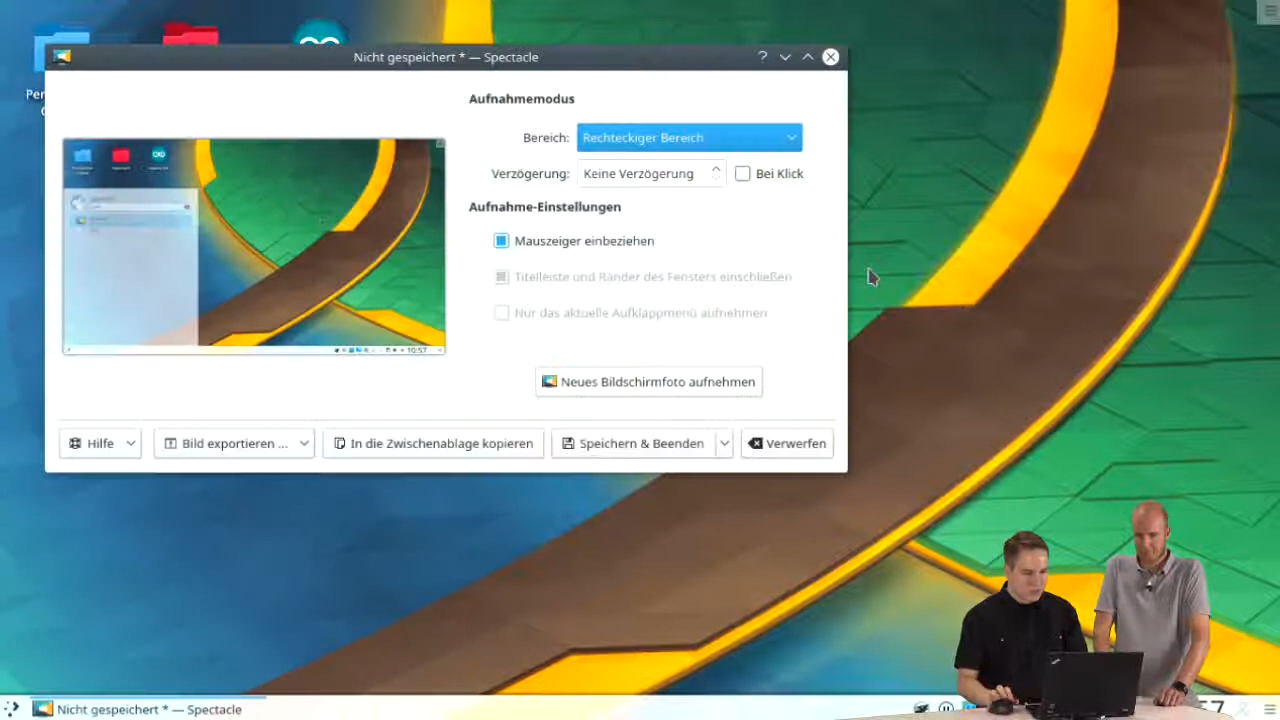 Nicht gespeichert * — Spectacle
Aufnahmemodus
Bereich: Rechteckiger Bereich
Verzögerung: Keine Verzögerung Bei Klick
Aufnahme-Einstellungen
Mauszeiger einbeziehen
Titelleiste und Ränder des Fensters einschließen
Nur das aktuelle Aufklappmenü aufnehmen
10:57
Neues Bildschirmfoto aufnehmen
Hilfe Bild exportieren ... In die Zwischenablage kopieren Speichern & Beenden Verwerfen
Nicht gespeichert * — Spectacle